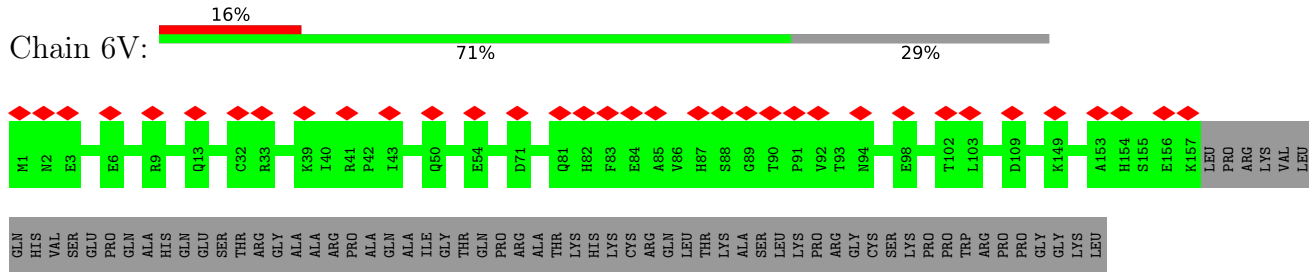 16%
Chain 6V:
71% 29%
M1 N2 E3 E6 R9 Q13 C32 R33 K39 I40 R41 P42 I43 Q50 E54 D71 Q81 H82 F83 E84 A85 V86 H87 S88 G89 T90 P91 V92 T93 N94 E98 T102 L103 D109 K149 A153 H154 S155 E156 K157 LEU PRO ARG LYS VAL LEU
GLN HIS VAL SER GLU PRO GLN ALA HIS GLN GLU SER THR ARG GLY ALA ALA ARG PRO ALA GLN ALA ILE GLY THR GLN PRO ARG ALA THR LYS HIS LYS CYS ARG GLN LEU THR LYS ALA SER LEU LYS PRO ARG GLY CYS SER LYS PRO PRO TRP ARG PRO PRO GLY GLY LYS LEU